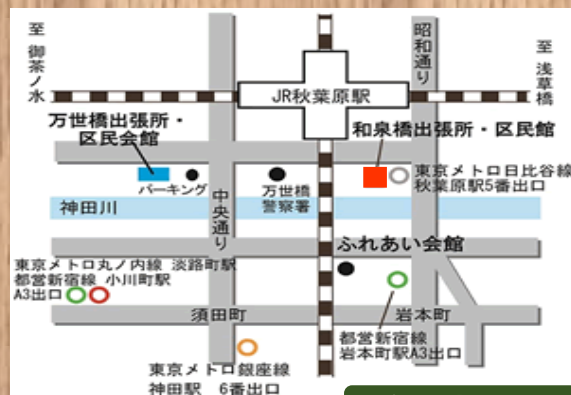 至 御茶ノ水
昭和通り
至 浅草橋
JR秋葉原駅
万世橋出張所・
区民会館
和泉橋出張所・区民館
パーキング
万世橋
警察署
東京メトロ日比谷線
秋葉原駅5番出口
神田川
中央通り
ふれあい会館
東京メトロ丸ノ内線 淡路町駅
都営新宿線 小川町駅
A3出口
須田町
岩本町
都営新宿線
岩本町駅A3出口
東京メトロ銀座線
神田駅 6番出口